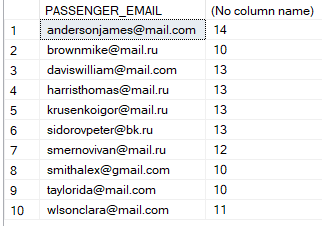 PASSENGER_EMAIL (No column name)
1 andersonjames@mail.com 14
2 brownmike@mail.ru 10
3 daviswilliam@mail.com 13
4 harristhomas@mail.ru 13
5 krusenkoigor@mail.ru 13
6 sidorovpeter@bk.ru 13
7 smernovivan@mail.ru 12
8 smithalex@gmail.com 10
9 taylorida@mail.com 10
10 wlsonclara@mail.com 11